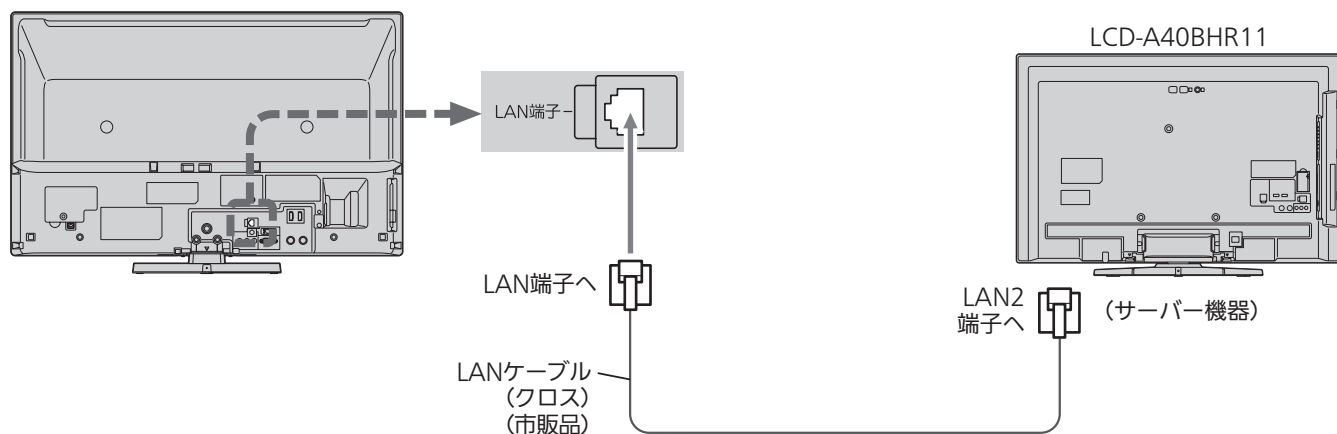 LCD-A40BHR11
LAN端子
LAN端子へ
LAN2
端子へ
(サーバー機器)
LANケーブル
(クロス)
(市販品)